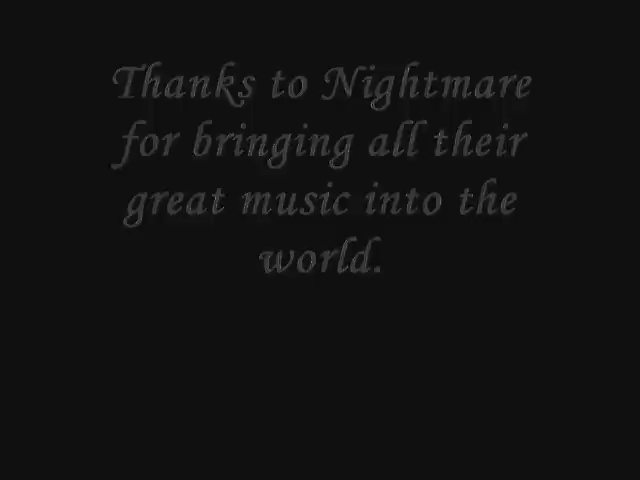 Thanks to Nightmare
for bringing all their
great music into the
world.